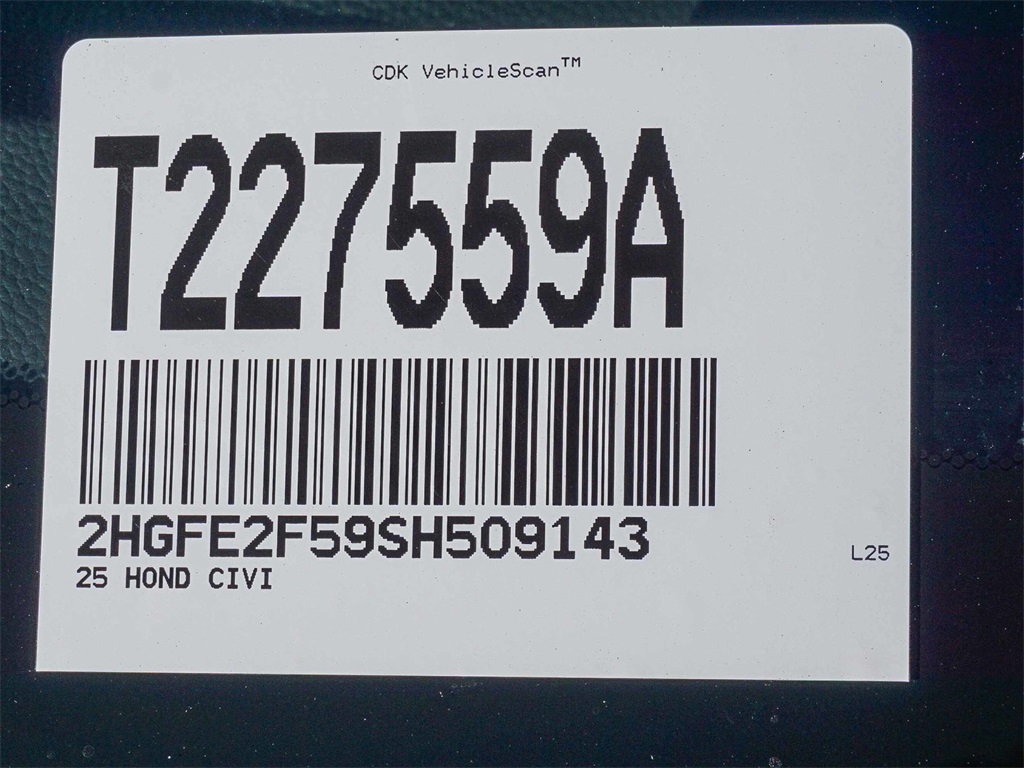 CDK VehicleScan™
T227559A
2HGFE2F59SH509143
25 HOND CIVI
L25